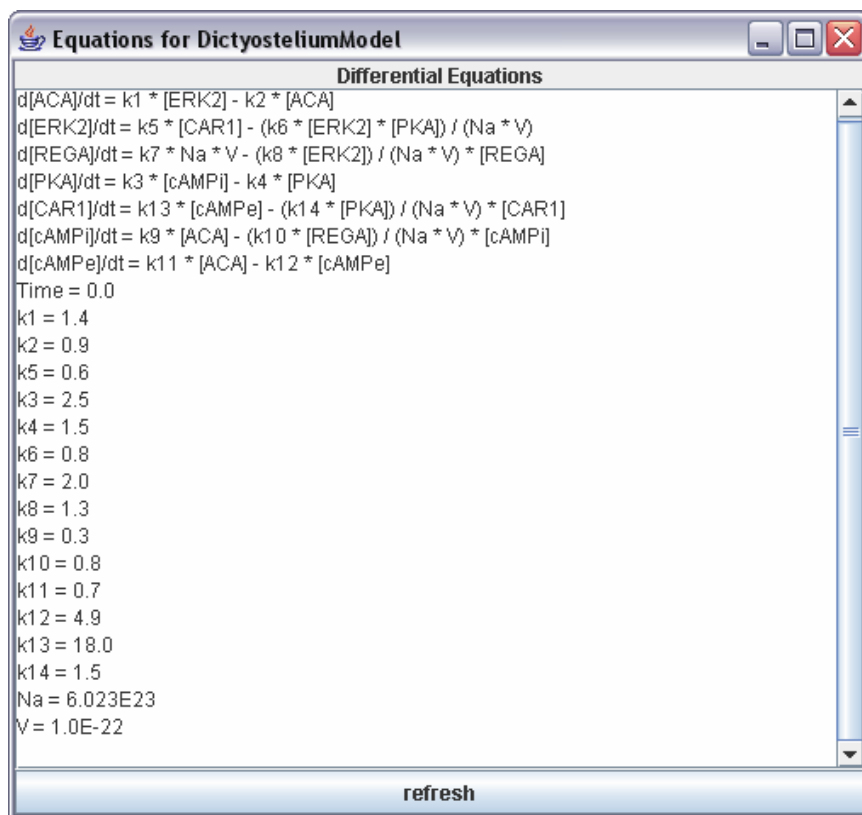 Equations for DictyosteliumModel
Differential Equations
d[ACA]/dt = k1 * [ERK2] - k2 * [ACA]
d[ERK2]/dt = k5 * [CAR1] - (k6 * [ERK2] * [PKA]) / (Na * V)
d[REGA]/dt = k7 * Na * V - (k8 * [ERK2]) / (Na * V) * [REGA]
d[PKA]/dt = k3 * [cAMPi] - k4 * [PKA]
d[CAR1]/dt = k13 * [cAMPe] - (k14 * [PKA]) / (Na * V) * [CAR1]
d[cAMPi]/dt = k9 * [ACA] - (k10 * [REGA]) / (Na * V) * [cAMPi]
d[cAMPe]/dt = k11 * [ACA] - k12 * [cAMPe]
Time = 0.0
k1 = 1.4
k2 = 0.9
k5 = 0.6
k3 = 2.5
k4 = 1.5
k6 = 0.8
k7 = 2.0
k8 = 1.3
k9 = 0.3
k10 = 0.8
k11 = 0.7
k12 = 4.9
k13 = 18.0
k14 = 1.5
Na = 6.023E23
V = 1.0E-22
refresh